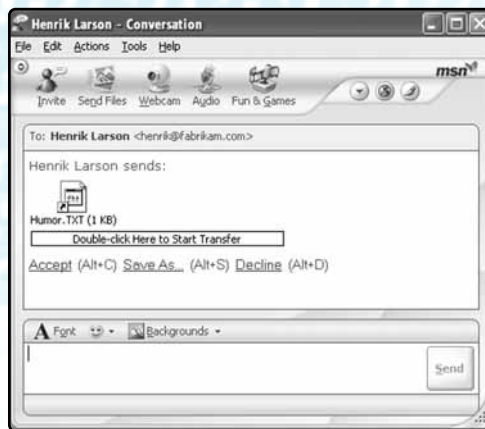 Henrik Larson - Conversation
File Edit Actions Tools Help
msn
Invite Send Files Webcam Audio Fun & Games
To: Henrik Larson <henrik@fabrikam.com>
Henrik Larson sends:
Humor.TXT (1 KB)
Double-click Here to Start Transfer
Accept (Alt+C) Save As... (Alt+S) Decline (Alt+D)
A Font Backgrounds
Send